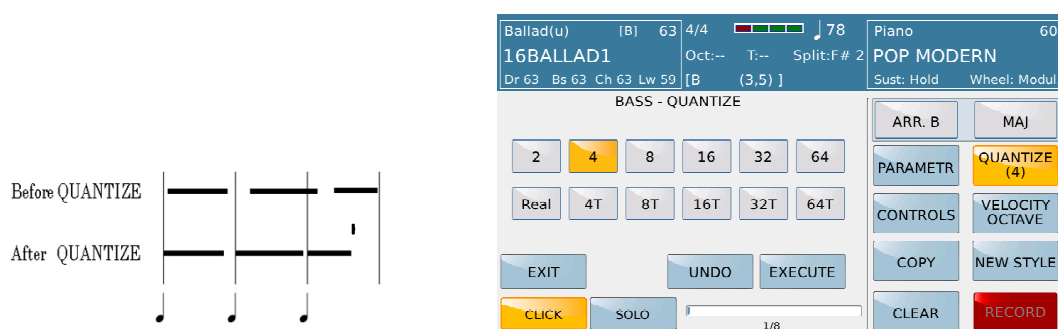 Before QUANTIZE
After QUANTIZE
Ballad(u) [B] 63 4/4 78 Piano 60
16BALLAD1 Oct:-- T:-- Split:F# 2 POP MODERN
Dr 63 Bs 63 Ch 63 Lw 59 [B (3,5) ] Sust: Hold Wheel: Modul
BASS - QUANTIZE
ARR. B MAJ
2 4 8 16 32 64
PARAMETR QUANTIZE (4)
Real 4T 8T 16T 32T 64T
CONTROLS VELOCITY OCTAVE
EXIT UNDO EXECUTE
COPY NEW STYLE
CLICK SOLO 1/8
CLEAR RECORD